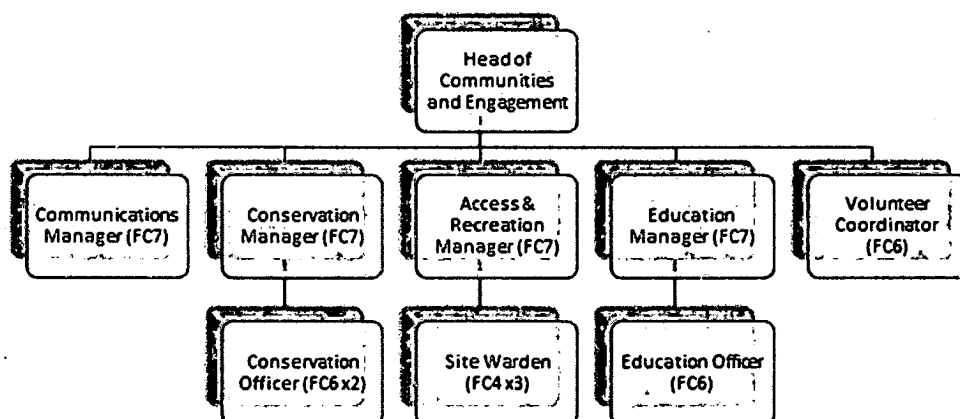 Head of
Communities
and Engagement
Communications
Manager (FC7)
Conservation
Manager (FC7)
Access &
Recreation
Manager (FC7)
Education
Manager (FC7)
Volunteer
Coordinator
(FC6)
Conservation
Officer (FC6 x2)
Site Warden
(FC4 x3)
Education Officer
(FC6)